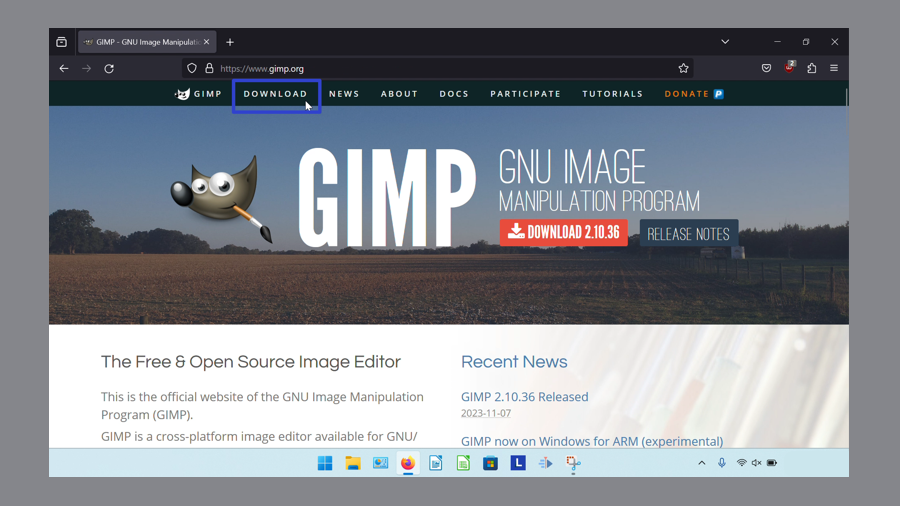 GIMP - GNU Image Manipulatio
https://www.gimp.org
2
GIMP DOWNLOAD NEWS ABOUT DOCS PARTICIPATE TUTORIALS DONATE
GIMP
GNU IMAGE
MANIPULATION PROGRAM
DOWNLOAD 2.10.36 RELEASE NOTES
The Free & Open Source Image Editor
This is the official website of the GNU Image Manipulation
Program (GIMP).
GIMP is a cross-platform image editor available for GNU/
Recent News
GIMP 2.10.36 Released
2023-11-07
GIMP now on Windows for ARM (experimental)
L